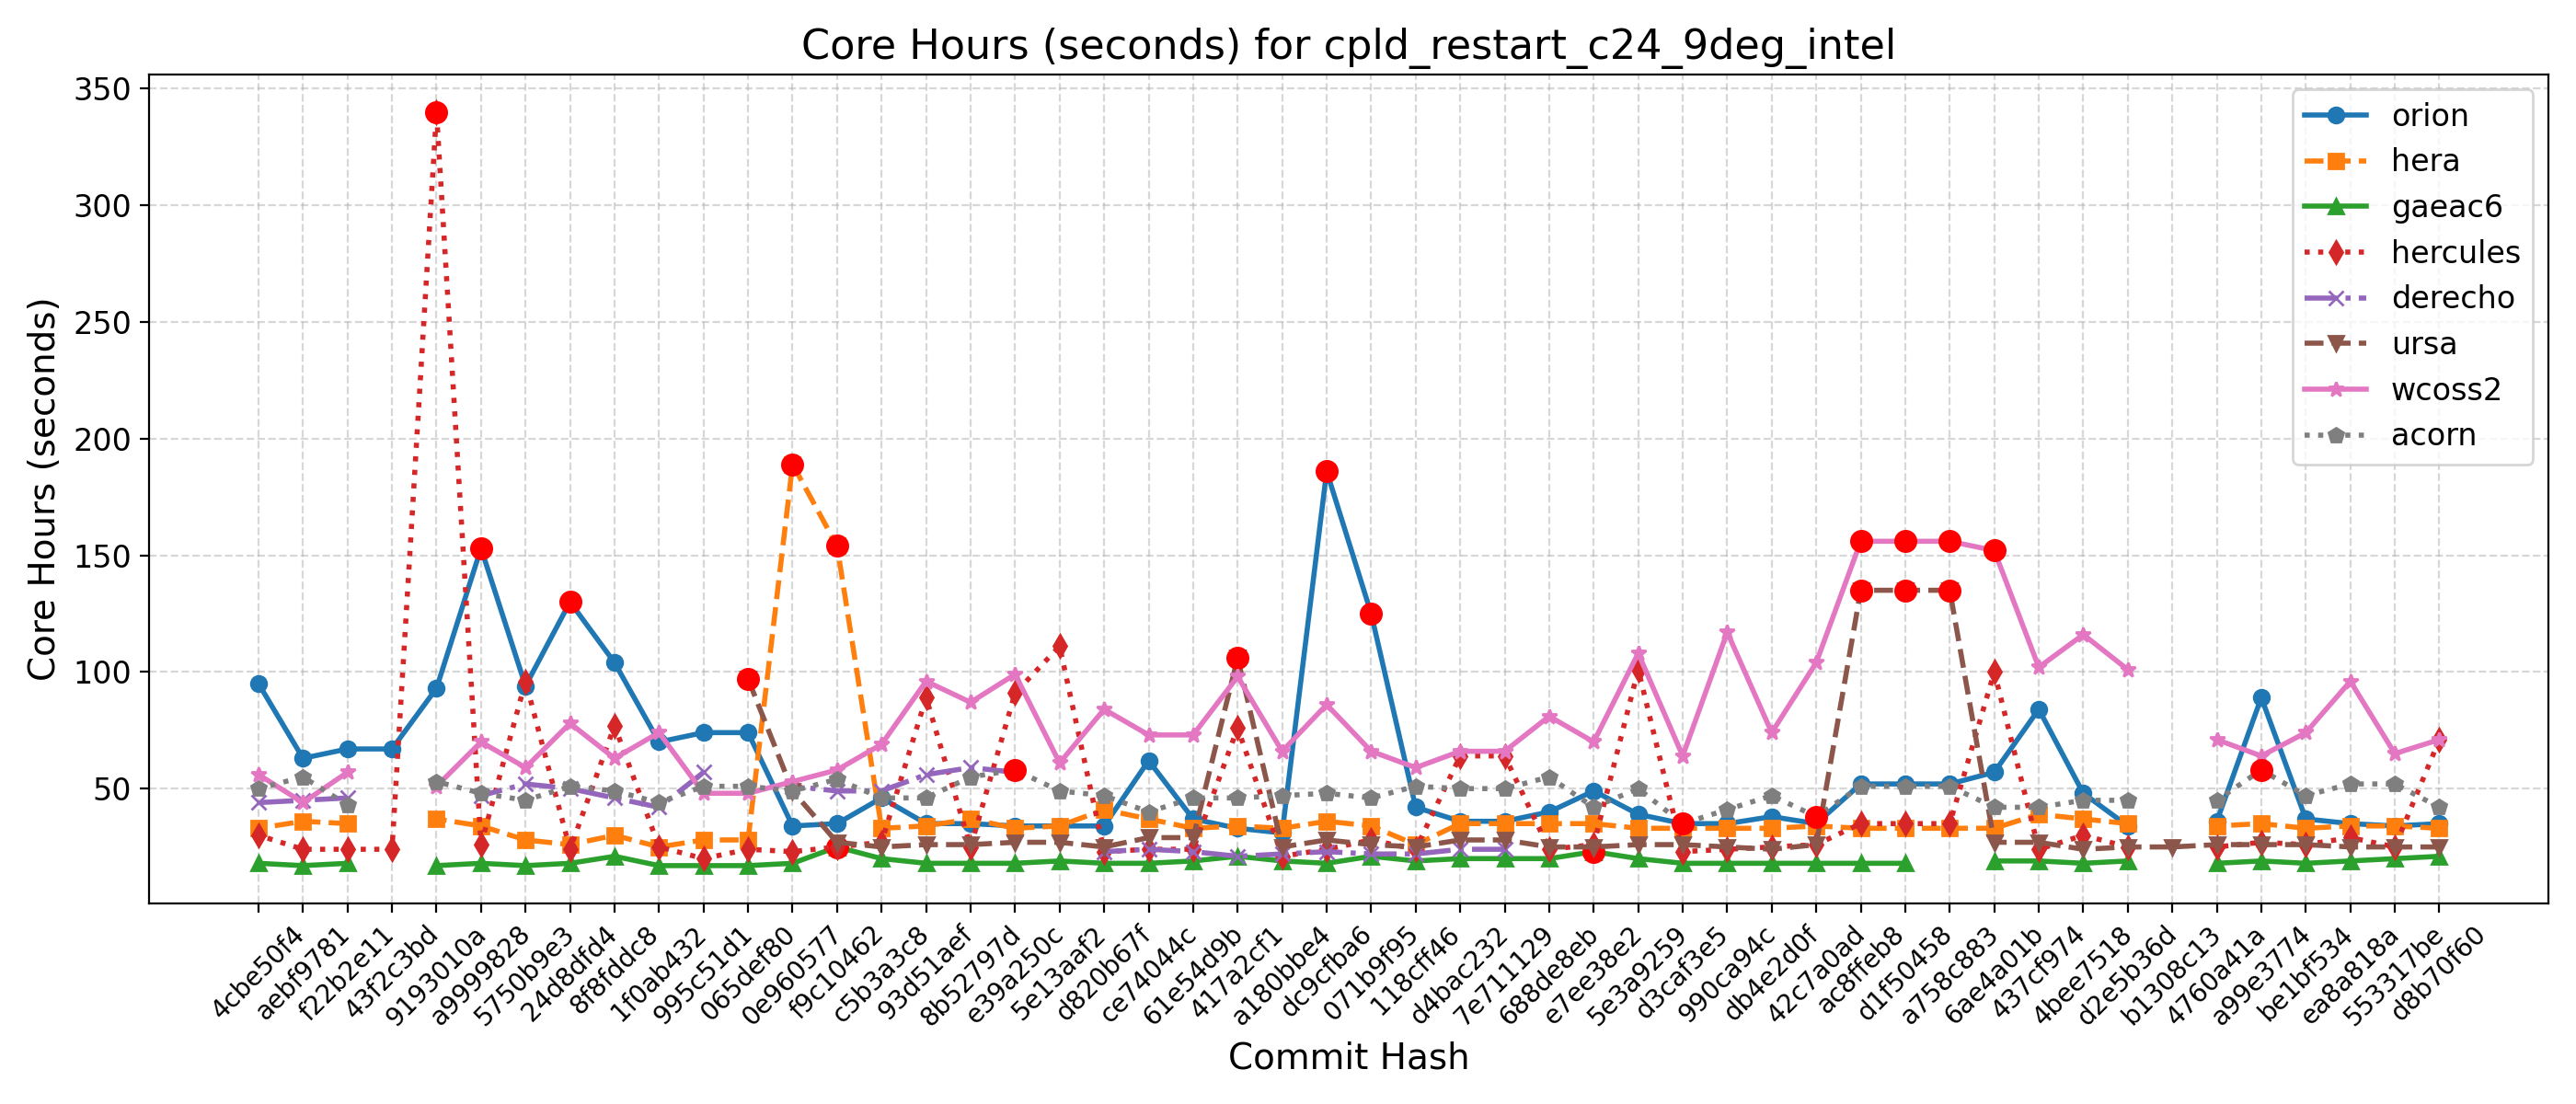 Core Hours (seconds) for cpld_restart_c24_9deg_intel
Core Hours (seconds)
350
300
250
200
150
100
50
orion
hera
gaeac6
hercules
derecho
ursa
wcoss2
acorn
4cbe50f4
aebf9781
f22b2e11
43f2c3bd
9193010a
a9999828
5750b9e3
24d8dfd4
8f8fddc8
1f0ab432
995c51d1
065def80
0e960577
f9c10462
c5b3a3c8
93d51aef
8b52797d
e39a250c
5e13aaf2
d820b67f
ce74044c
61e54d9b
417a2cf1
a180bbe4
dc9cfba6
071b9f95
118cff46
d4bac232
7e711129
688de8eb
e7ee38e2
5e3a9259
d3caf3e5
990ca94c
db4e2d0f
42c7a0ad
ac8ffeb8
d1f50458
a758c883
6ae4a01b
437cf974
4bee7518
d2e5b36d
b1308c13
4760a41a
a99e3774
be1bf534
ea8a818a
553317be
d8b70f60
Commit Hash